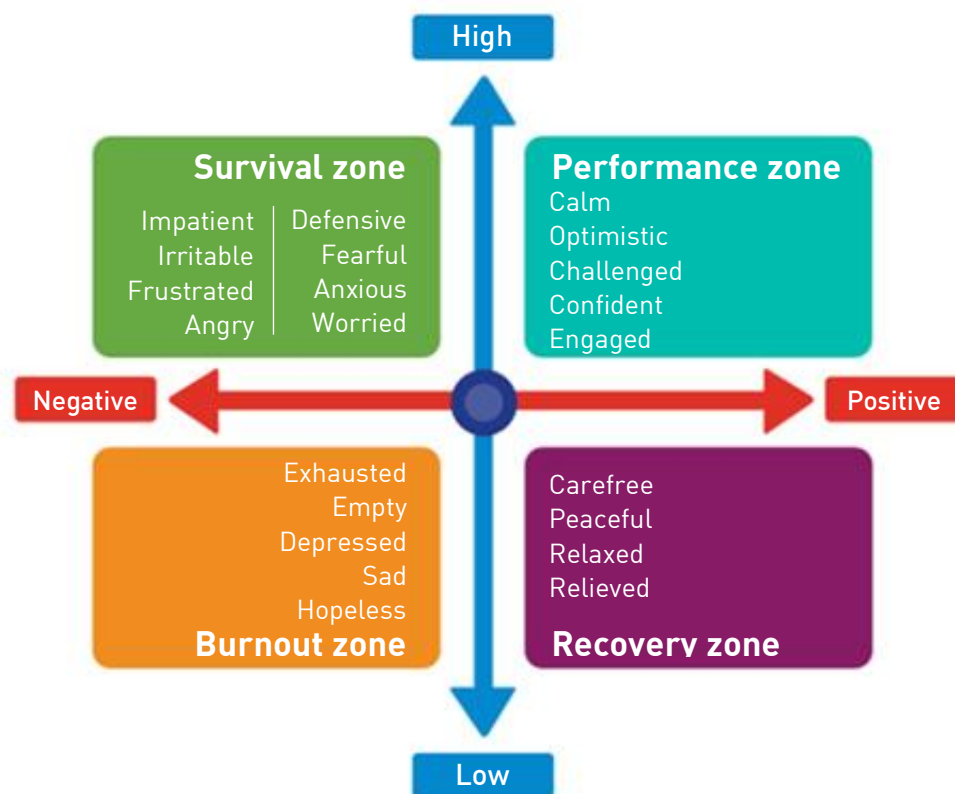 High
Survival zone
Impatient
Irritable
Frustrated
Angry
Defensive
Fearful
Anxious
Worried
Performance zone
Calm
Optimistic
Challenged
Confident
Engaged
Negative
Positive
Exhausted
Empty
Depressed
Sad
Hopeless
Burnout zone
Carefree
Peaceful
Relaxed
Relieved
Recovery zone
Low